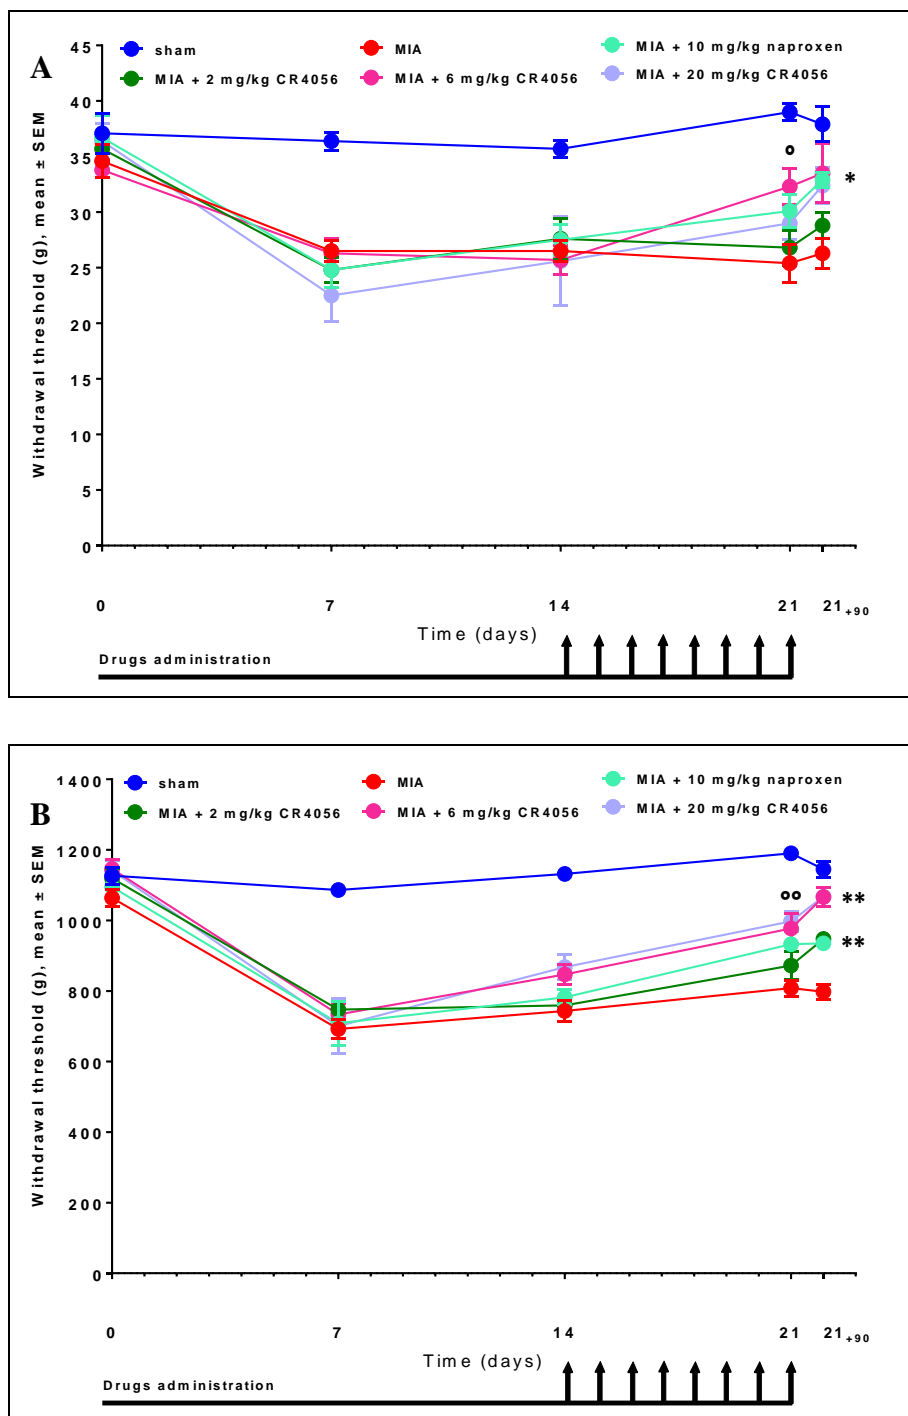 A
sham
MIA
MIA + 10 mg/kg naproxen
MIA + 2 mg/kg CR4056
MIA + 6 mg/kg CR4056
MIA + 20 mg/kg CR4056
Withdrawal threshold (g), mean ± SEM
45
40
35
30
25
20
15
10
5
0
°
*
0
7
14
21
21+90
Time (days)
Drugs administration
B
sham
MIA
MIA + 10 mg/kg naproxen
MIA + 2 mg/kg CR4056
MIA + 6 mg/kg CR4056
MIA + 20 mg/kg CR4056
Withdrawal threshold (g), mean ± SEM
1400
1200
1000
800
600
400
200
0
°°
**
**
0
7
14
21
21+90
Time (days)
Drugs administration